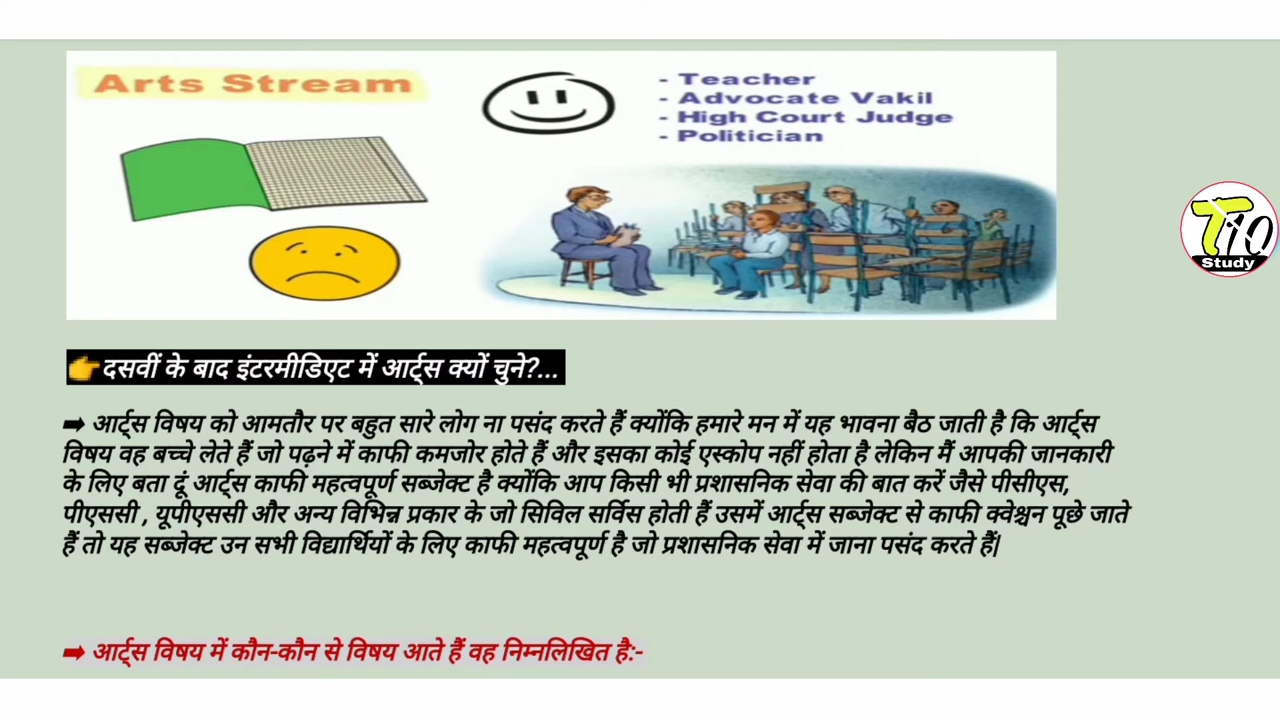 Arts Stream
- Teacher
- Advocate Vakil
- High Court Judge
- Politician
T10
Study
👉दसवीं के बाद इंटरमीडिएट में आर्ट्स क्यों चुने?...
➡ आर्ट्स विषय को आमतौर पर बहुत सारे लोग ना पसंद करते हैं क्योंकि हमारे मन में यह भावना बैठ जाती है कि आर्ट्स
विषय वह बच्चे लेते हैं जो पढ़ने में काफी कमजोर होते हैं और इसका कोई एस्कोप नहीं होता है लेकिन मैं आपकी जानकारी
के लिए बता दूं आर्ट्स काफी महत्वपूर्ण सब्जेक्ट है क्योंकि आप किसी भी प्रशासनिक सेवा की बात करें जैसे पीसीएस,
पीएससी , यूपीएससी और अन्य विभिन्न प्रकार के जो सिविल सर्विस होती हैं उसमें आर्ट्स सब्जेक्ट से काफी क्वेश्चन पूछे जाते
हैं तो यह सब्जेक्ट उन सभी विद्यार्थियों के लिए काफी महत्वपूर्ण है जो प्रशासनिक सेवा में जाना पसंद करते हैं|
➡ आर्ट्स विषय में कौन-कौन से विषय आते हैं वह निम्नलिखित है:-